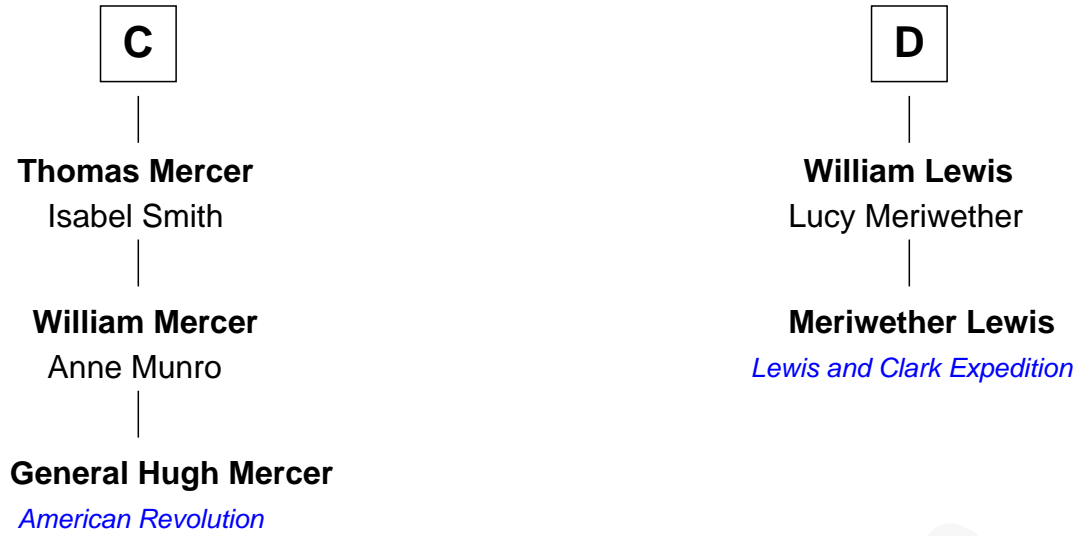 C
Thomas Mercer
Isabel Smith
William Mercer
Anne Munro
General Hugh Mercer
American Revolution
D
William Lewis
Lucy Meriwether
Meriwether Lewis
Lewis and Clark Expedition